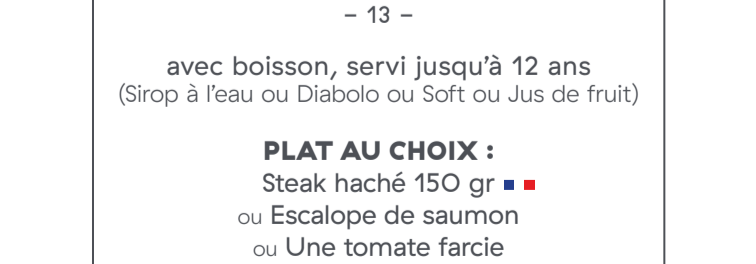 – 13 –
avec boisson, servi jusqu’à 12 ans
(Sirop à l’eau ou Diabolo ou Soft ou Jus de fruit)
PLAT AU CHOIX :
Steak haché 150 gr
ou Escalope de saumon
ou Une tomate farcie